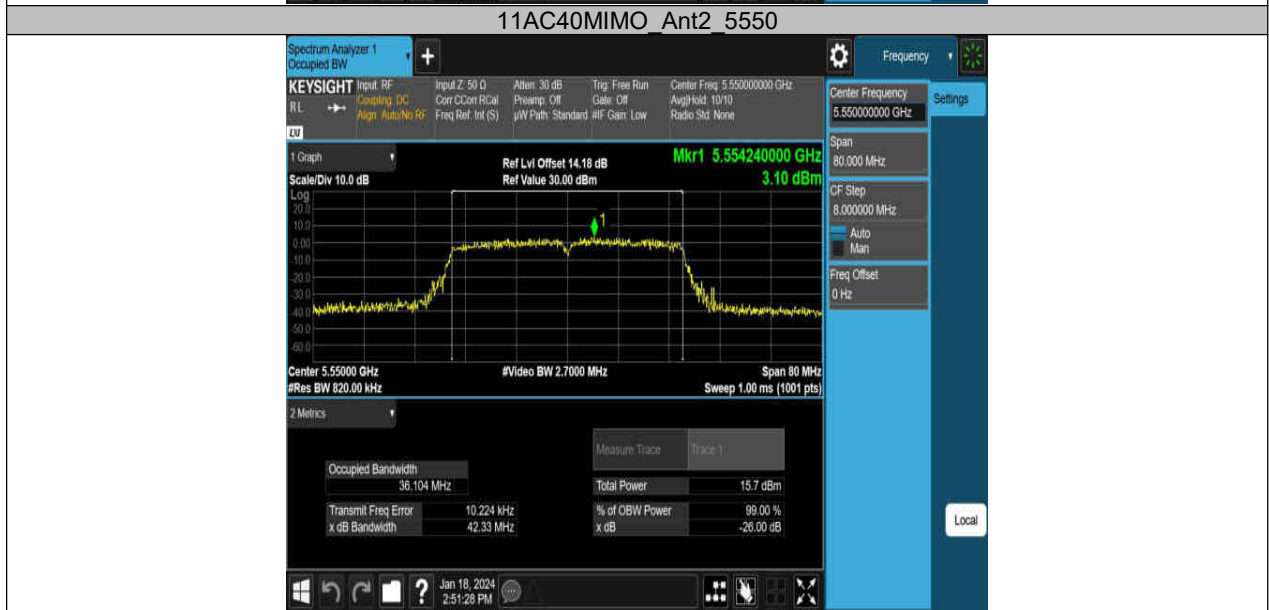 11AC40MIMO_Ant2_5550
Spectrum Analyzer 1
Occupied BW
+
Frequency
KEYSIGHT
RL
LXI
Input: RF
Coupling: DC
Align: Auto/No RF
Input Z: 50 Ω
Corr CCorr RCal
Freq Ref: Int (S)
Atten: 30 dB
Preamp: Off
µW Path: Standard
Trig: Free Run
Gate: Off
#IF Gain: Low
Center Freq: 5.550000000 GHz
Avg|Hold: 10/10
Radio Std: None
Center Frequency
5.550000000 GHz
Settings
Span
80.000 MHz
CF Step
8.000000 MHz
Auto
Man
Freq Offset
0 Hz
1 Graph
Scale/Div 10.0 dB
Ref Lvl Offset 14.18 dB
Ref Value 30.00 dBm
Mkr1 5.554240000 GHz
3.10 dBm
Log
20.0
10.0
0.00
-10.0
-20.0
-30.0
-40.0
-50.0
-60.0
1
Center 5.55000 GHz
#Video BW 2.7000 MHz
Span 80 MHz
#Res BW 820.00 kHz
Sweep 1.00 ms (1001 pts)
2 Metrics
Measure Trace
Trace 1
Occupied Bandwidth
36.104 MHz
Total Power
15.7 dBm
Transmit Freq Error
10.224 kHz
% of OBW Power
99.00 %
x dB Bandwidth
42.33 MHz
x dB
-26.00 dB
Local
?
Jan 18, 2024
2:51:28 PM